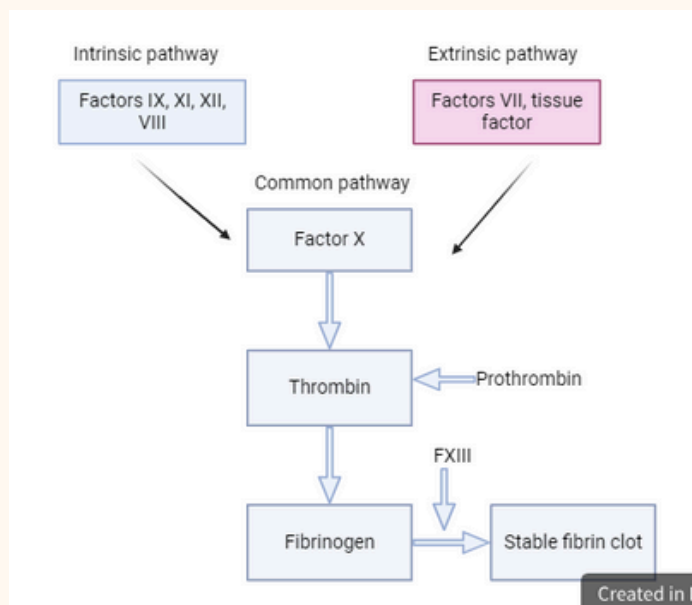 Intrinsic pathway
Extrinsic pathway
Factors IX, XI, XII,
VIII
Factors VII, tissue
factor
Common pathway
Factor X
Thrombin
Prothrombin
FXIII
Fibrinogen
Stable fibrin clot
Created in